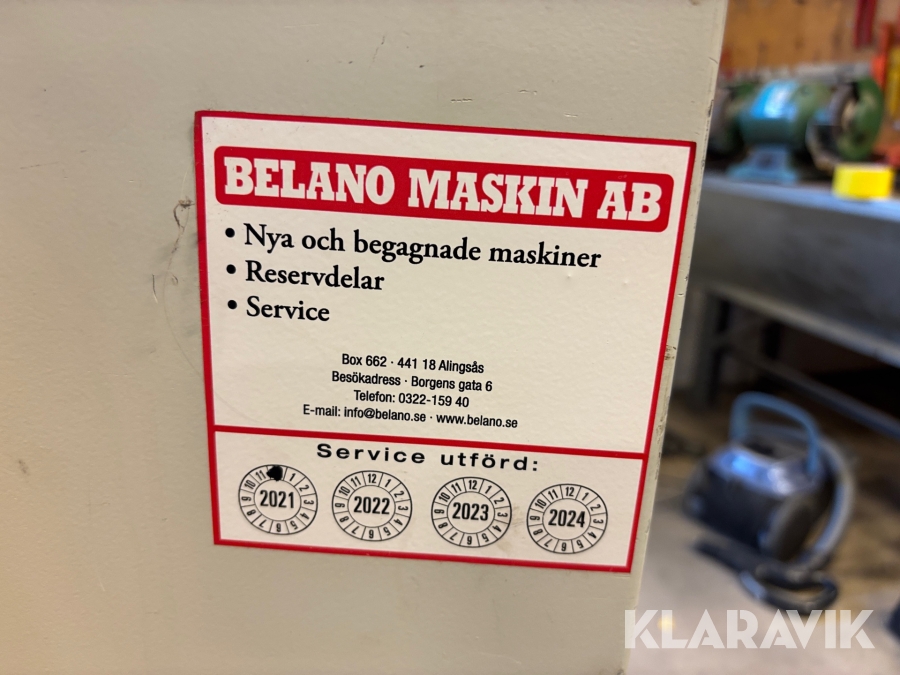 BELANO MASKIN AB
• Nya och begagnade maskiner
• Reservdelar
• Service
Box 662 · 441 18 Alingsås
Besökadress · Borgens gata 6
Telefon: 0322-159 40
E-mail: info@belano.se · www.belano.se
Service utförd:
2021 2022 2023 2024
KLARAVIK